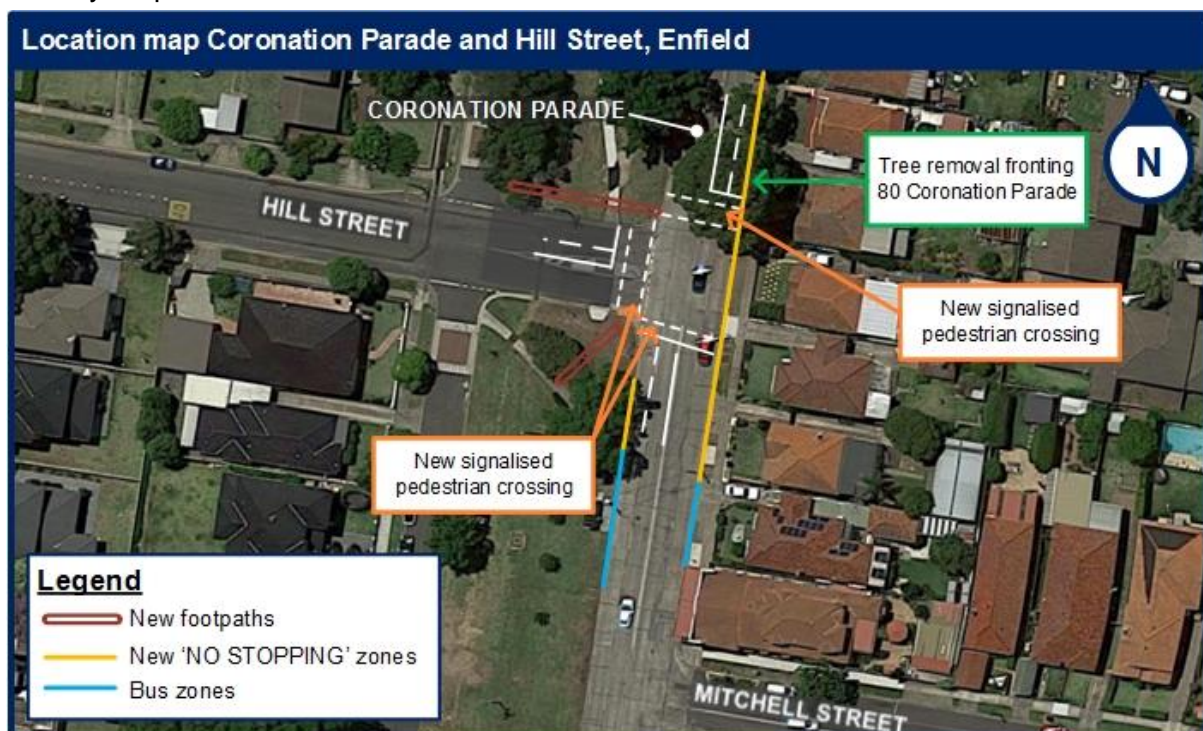 Location map Coronation Parade and Hill Street, Enfield
CORONATION PARADE
N
Tree removal fronting
80 Coronation Parade
HILL STREET
New signalised
pedestrian crossing
New signalised
pedestrian crossing
Legend
New footpaths
New ‘NO STOPPING’ zones
Bus zones
MITCHELL STREET